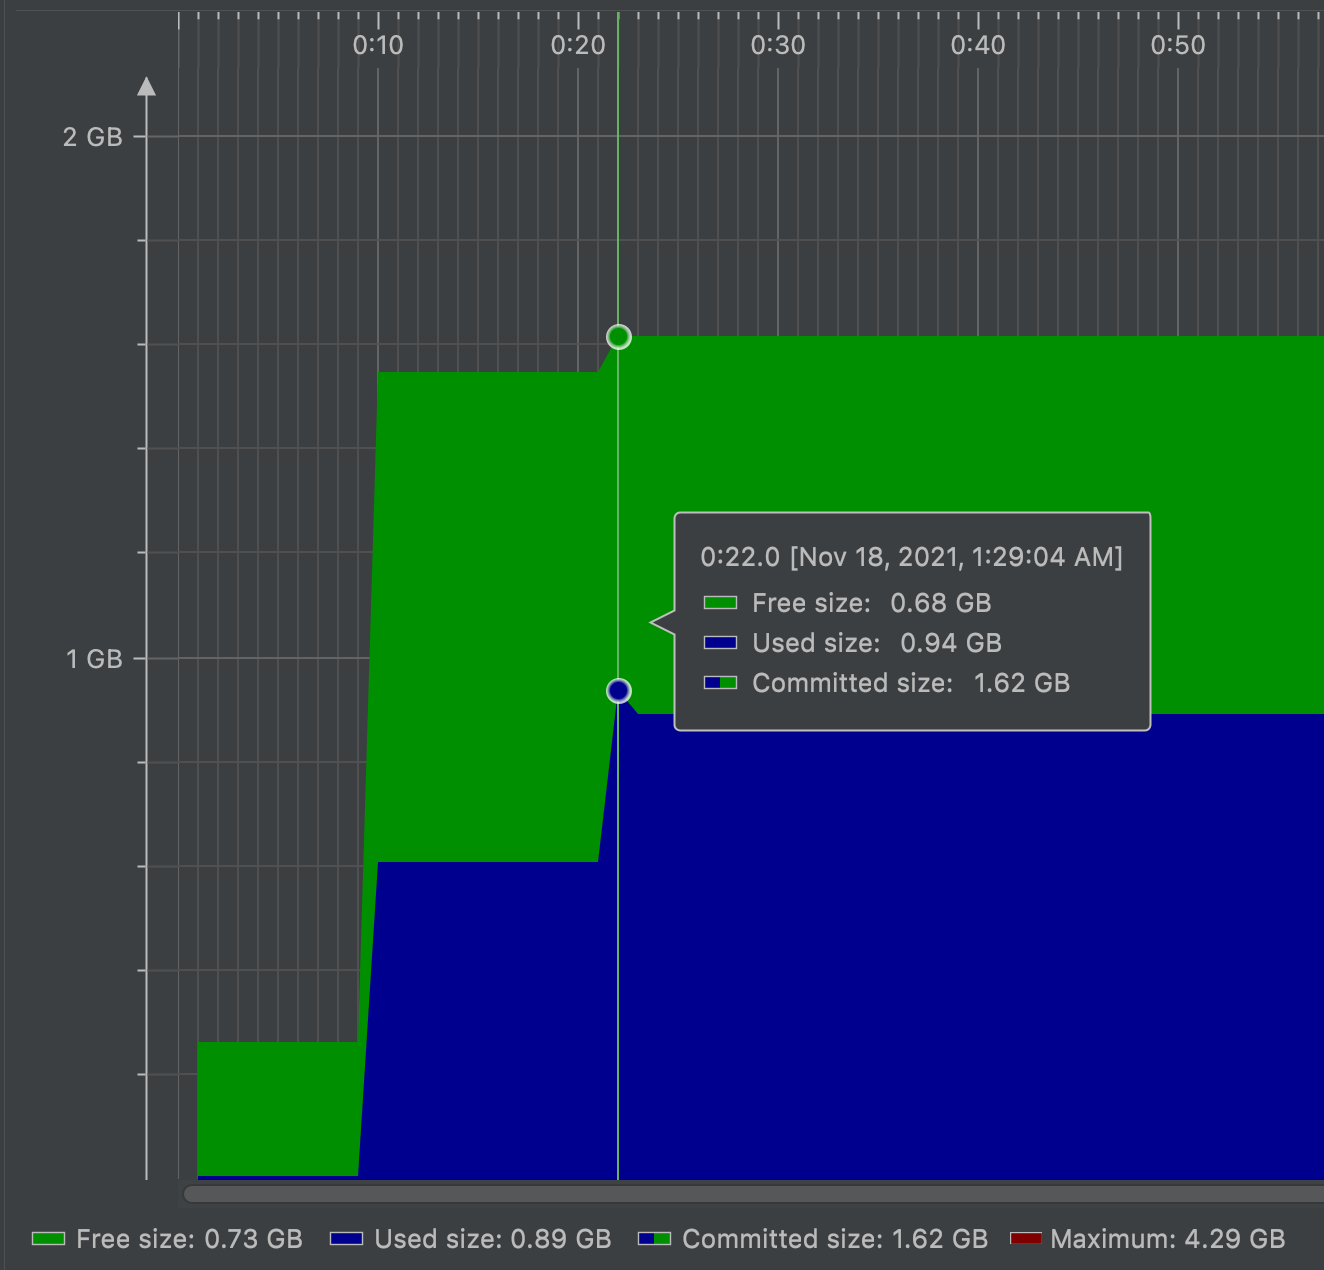 0:10 0:20 0:30 0:40 0:50
2 GB
1 GB
0:22.0 [Nov 18, 2021, 1:29:04 AM]
Free size: 0.68 GB
Used size: 0.94 GB
Committed size: 1.62 GB
Free size: 0.73 GB Used size: 0.89 GB Committed size: 1.62 GB Maximum: 4.29 GB